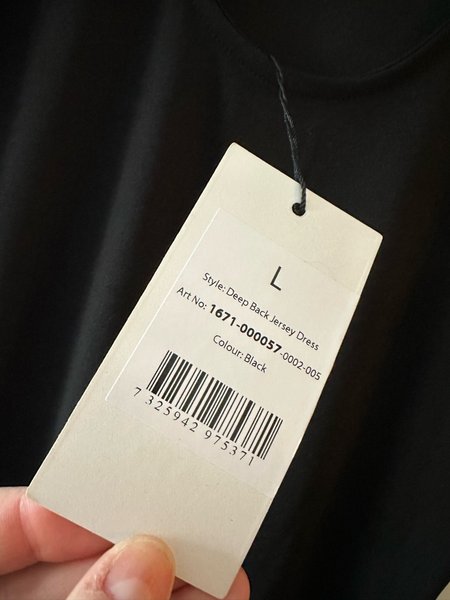 L
Style: Deep Back Jersey Dress
Art No: 1671-000057-0002-005
Colour: Black
7 325942 975371